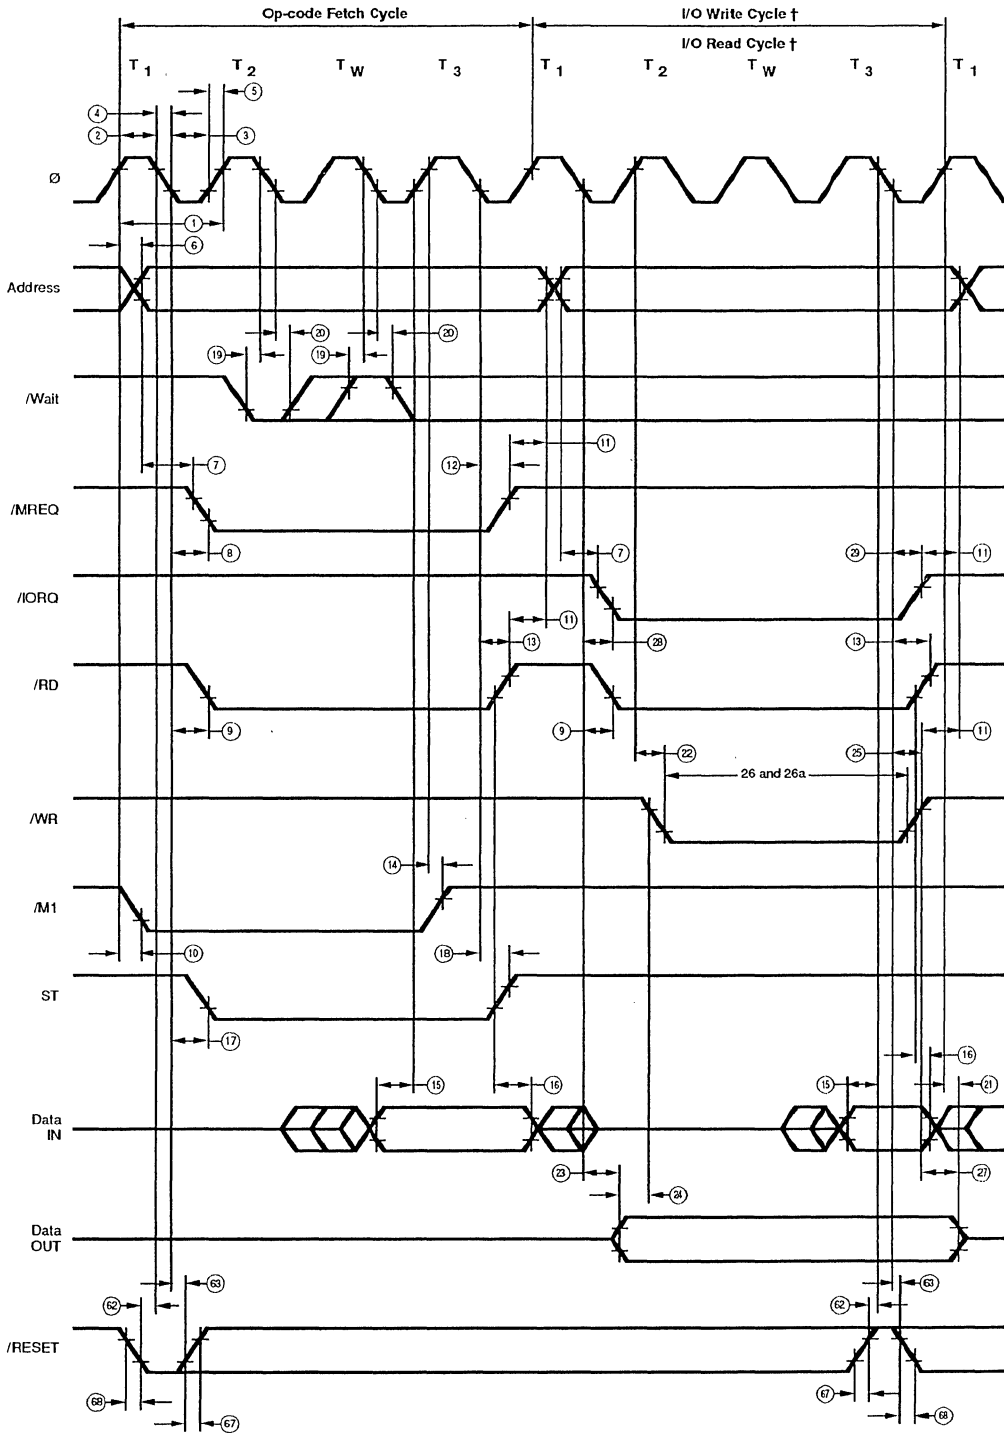 Op-code Fetch Cycle
I/O Write Cycle †
I/O Read Cycle †
T 1 T 2 T W T 3 T 1 T 2 T W T 3 T 1
5
4
2 3
Ø
1
6
Address
20 20
19 19
/Wait
11
12
7
/MREQ
8 7 29 11
/IORQ
11
13 28 13
/RD
9 9 11
22 25
26 and 26a
/WR
14
/M1
10 18
ST
17
16
15 16 15 21
Data
IN
23 27
24
Data
OUT
63 63
62 62
/RESET
68 67 67 68